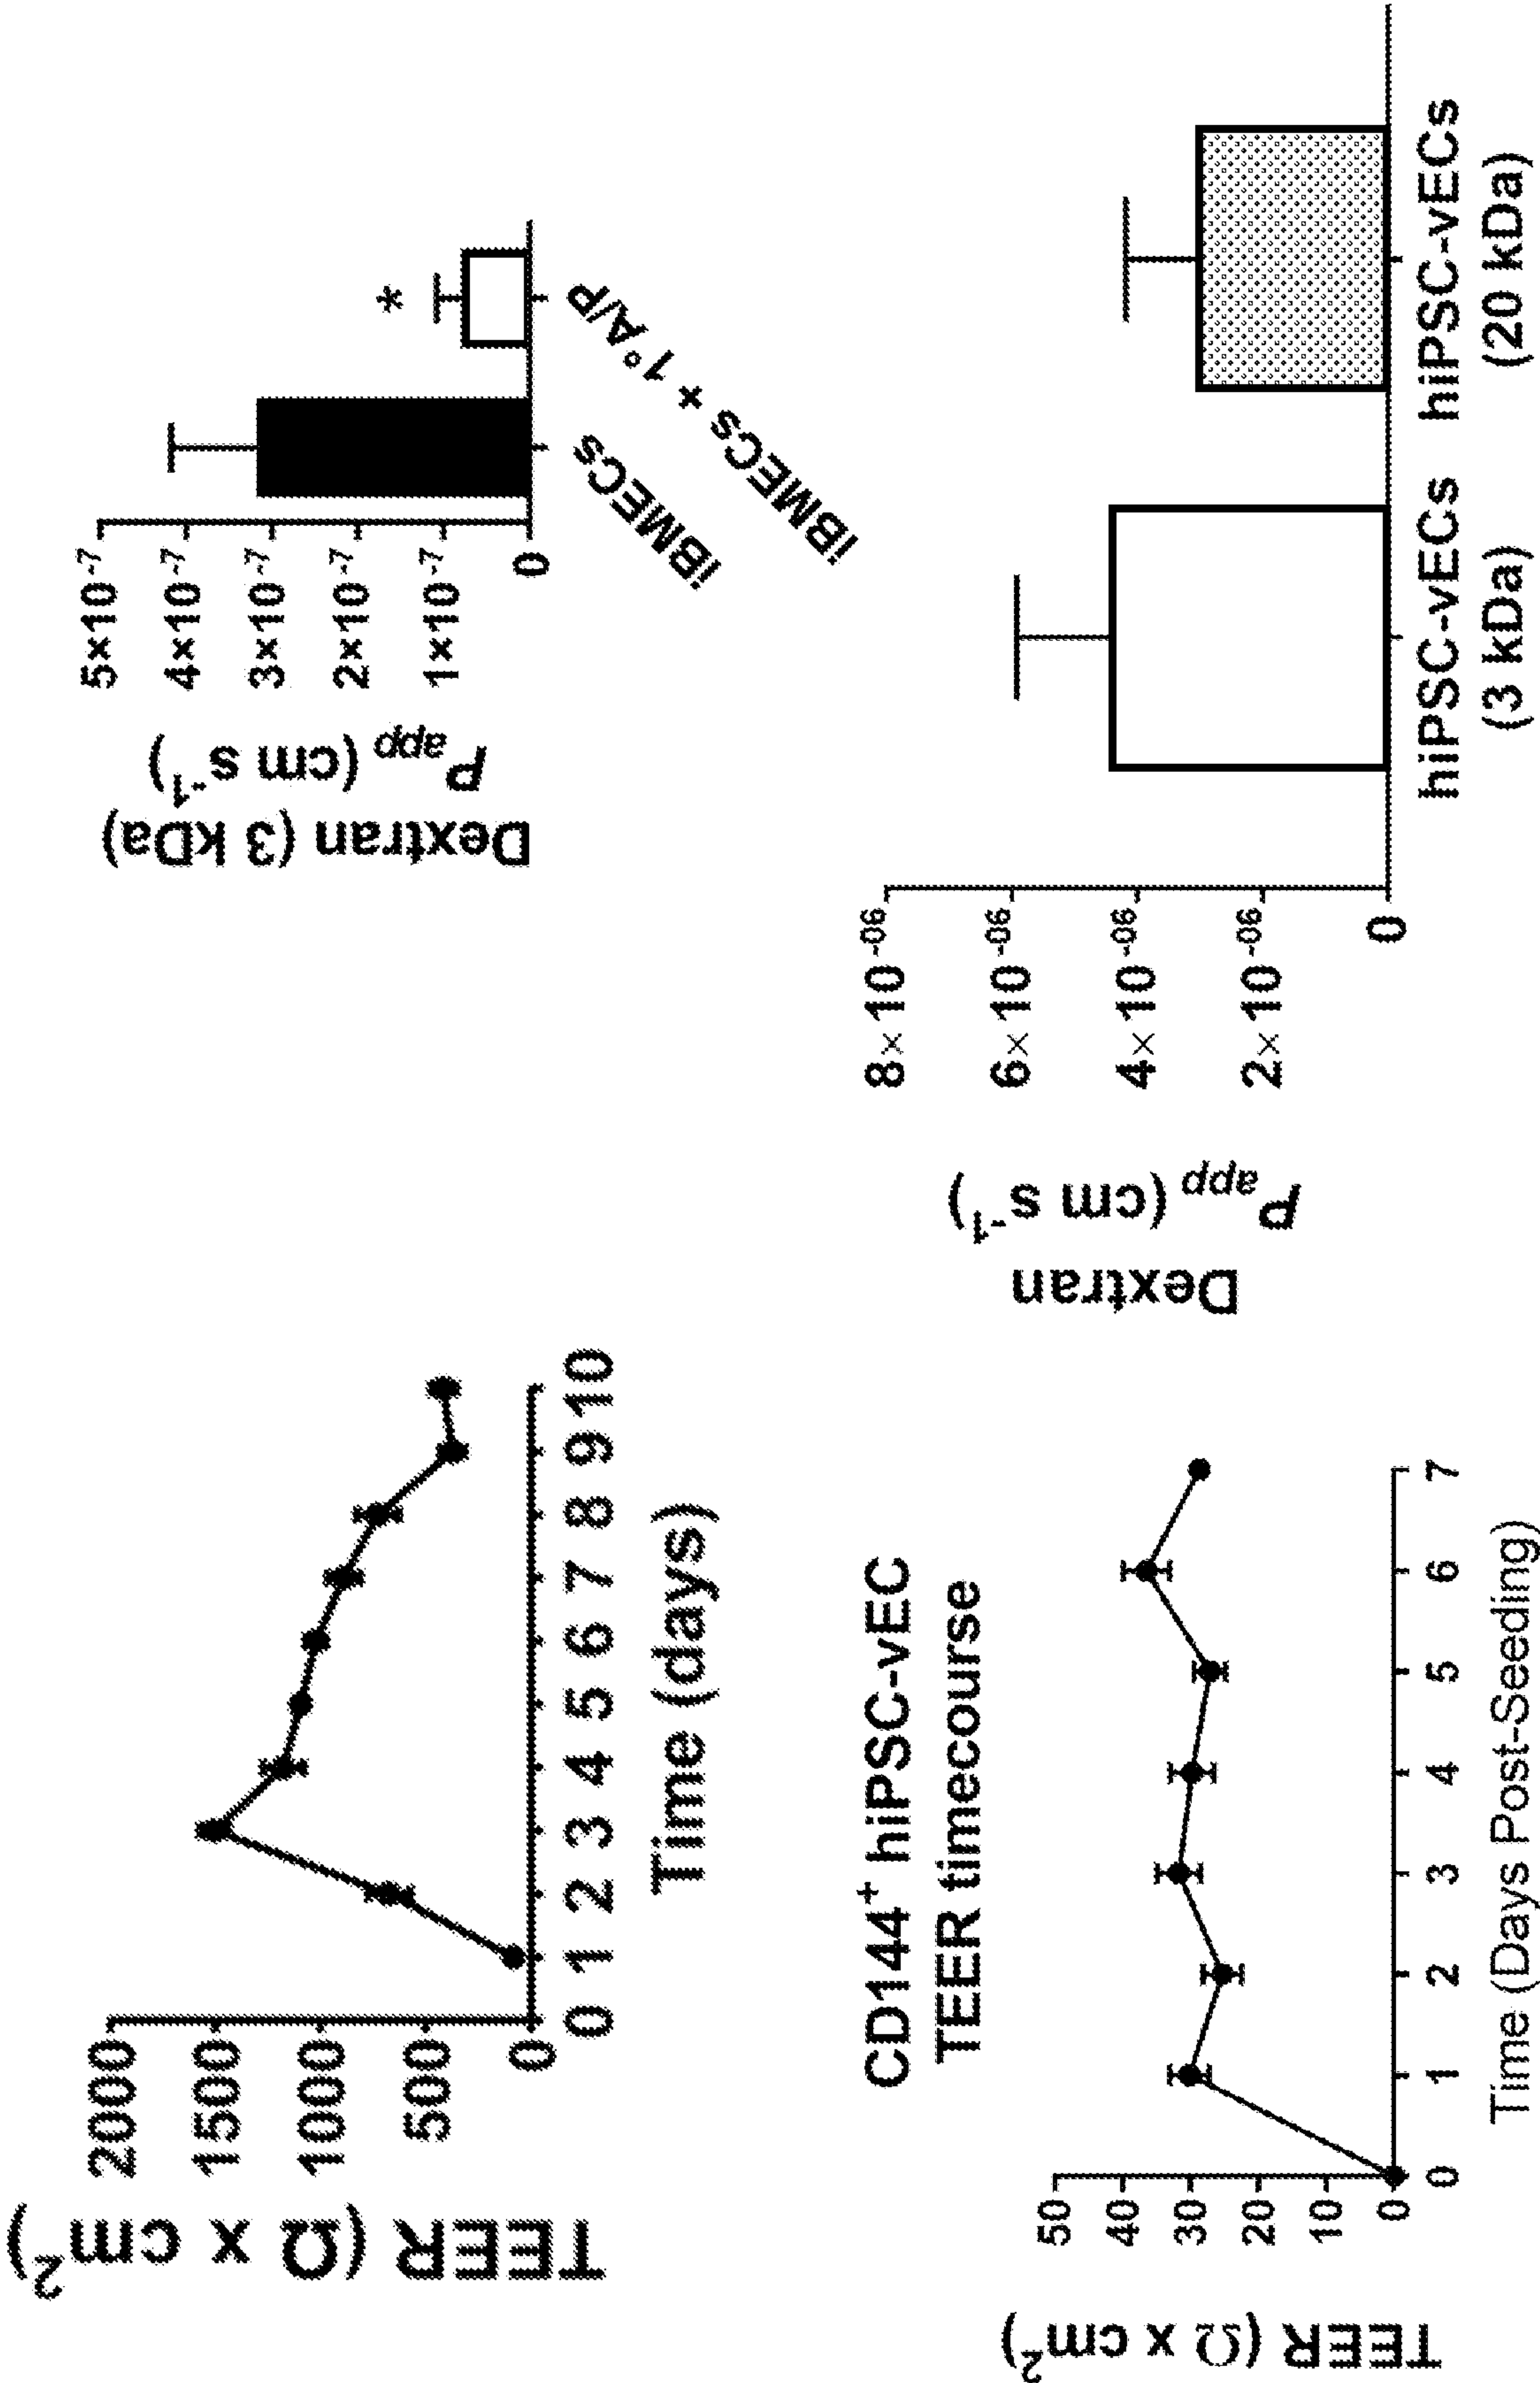 TEER (Ω x cm²)
2000
1500
1000
500
0
0 1 2 3 4 5 6 7 8 9 10
Time (days)
Dextran (3 kDa)
P_app (cm s⁻¹)
5×10⁻⁷
4×10⁻⁷
3×10⁻⁷
2×10⁻⁷
1×10⁻⁷
0
*
iBMECs
iBMECs + 1° A/P
CD144⁺ hiPSC-vEC
TEER timecourse
TEER (Ω x cm²)
50
40
30
20
10
0
0 1 2 3 4 5 6 7
Time (Days Post-Seeding)
Dextran
P_app (cm s⁻¹)
8×10⁻⁰⁶
6×10⁻⁰⁶
4×10⁻⁰⁶
2×10⁻⁰⁶
0
hiPSC-vECs hiPSC-vECs
(3 kDa) (20 kDa)